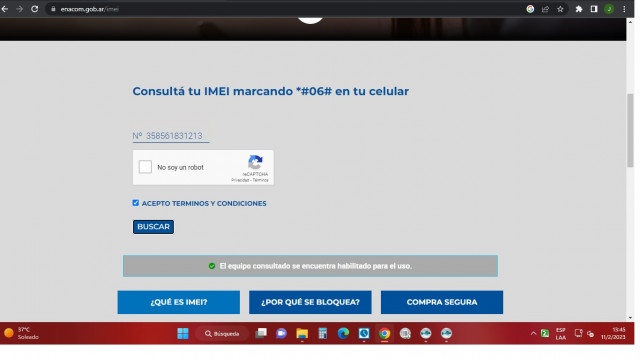 enacom.gob.ar/imei
Consultá tu IMEI marcando *#06# en tu celular
Nº 358561831213
No soy un robot
reCAPTCHA
Privacidad - Términos
ACEPTO TERMINOS Y CONDICIONES
BUSCAR
El equipo consultado se encuentra habilitado para el uso.
¿QUÉ ES IMEI?
¿POR QUÉ SE BLOQUEA?
COMPRA SEGURA
37°C
Soleado
Búsqueda
ESP
LAA
13:45
11/2/2023